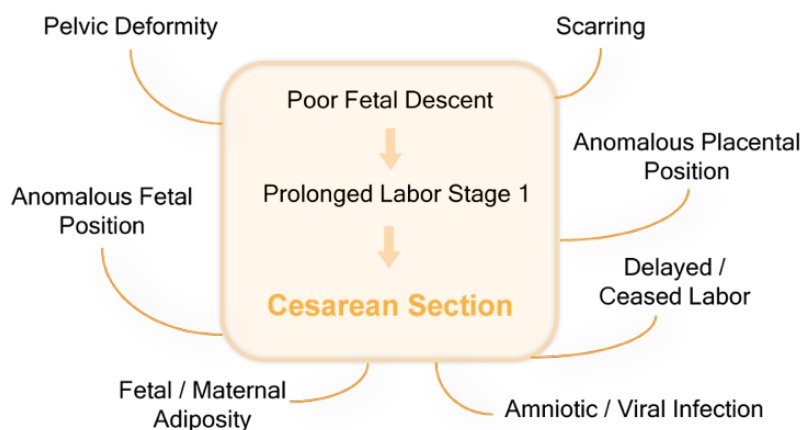 Pelvic Deformity
Scarring
Poor Fetal Descent
Anomalous Placental
Position
Prolonged Labor Stage 1
Anomalous Fetal
Position
Delayed /
Ceased Labor
Cesarean Section
Fetal / Maternal
Adiposity
Amniotic / Viral Infection